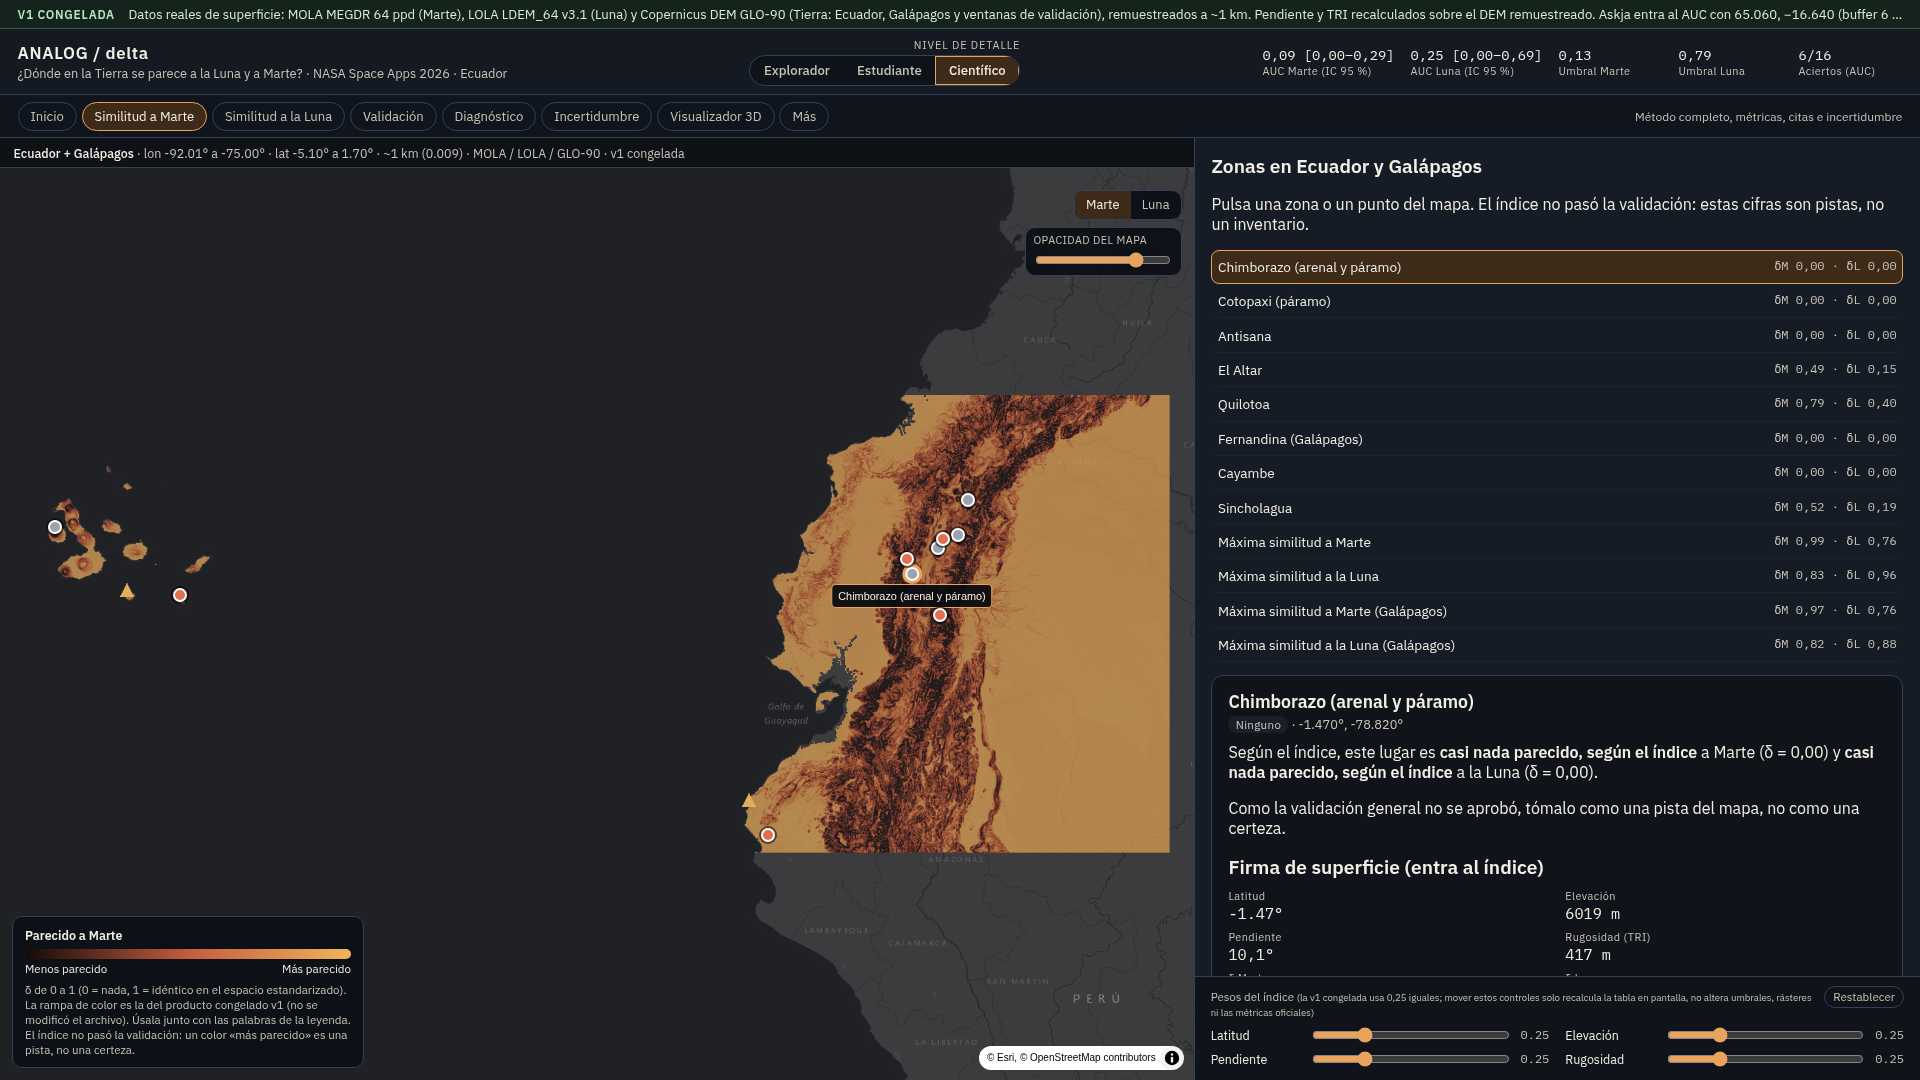 V1 CONGELADA Datos reales de superficie: MOLA MEGDR 64 ppd (Marte), LOLA LDEM_64 v3.1 (Luna) y Copernicus DEM GLO-90 (Tierra: Ecuador, Galápagos y ventanas de validación), remuestreados a ~1 km. Pendiente y TRI recalculados sobre el DEM remuestreado. Askja entra al AUC con 65.060, −16.640 (buffer 6 ...
ANALOG / delta
¿Dónde en la Tierra se parece a la Luna y a Marte? · NASA Space Apps 2026 · Ecuador
NIVEL DE DETALLE
Explorador Estudiante Científico
0,09 [0,00–0,29] 0,25 [0,00–0,69] 0,13 0,79 6/16
AUC Marte (IC 95 %) AUC Luna (IC 95 %) Umbral Marte Umbral Luna Aciertos (AUC)
Inicio Similitud a Marte Similitud a la Luna Validación Diagnóstico Incertidumbre Visualizador 3D Más
Método completo, métricas, citas e incertidumbre
Ecuador + Galápagos · lon -92.01° a -75.00° · lat -5.10° a 1.70° · ~1 km (0.009) · MOLA / LOLA / GLO-90 · v1 congelada
Marte Luna
OPACIDAD DEL MAPA
HUILA
CAUCA
Chimborazo (arenal y páramo)
Golfo de
Guayaquil
AMAZONAS
LAMBAYEQUE
CAJAMARCA
SAN MARTIN
PERÚ
LA LIBERTAD
Parecido a Marte
Menos parecido Más parecido
δ de 0 a 1 (0 = nada, 1 = idéntico en el espacio estandarizado).
La rampa de color es la del producto congelado v1 (no se
modificó el archivo). Úsala junto con las palabras de la leyenda.
El índice no pasó la validación: un color «más parecido» es una
pista, no una certeza.
© Esri, © OpenStreetMap contributors
Zonas en Ecuador y Galápagos
Pulsa una zona o un punto del mapa. El índice no pasó la validación: estas cifras son pistas, no
un inventario.
Chimborazo (arenal y páramo) δM 0,00 · δL 0,00
Cotopaxi (páramo) δM 0,00 · δL 0,00
Antisana δM 0,00 · δL 0,00
El Altar δM 0,49 · δL 0,15
Quilotoa δM 0,79 · δL 0,40
Fernandina (Galápagos) δM 0,00 · δL 0,00
Cayambe δM 0,00 · δL 0,00
Sincholagua δM 0,52 · δL 0,19
Máxima similitud a Marte δM 0,99 · δL 0,76
Máxima similitud a la Luna δM 0,83 · δL 0,96
Máxima similitud a Marte (Galápagos) δM 0,97 · δL 0,76
Máxima similitud a la Luna (Galápagos) δM 0,82 · δL 0,88
Chimborazo (arenal y páramo)
Ninguno · -1.470°, -78.820°
Según el índice, este lugar es casi nada parecido, según el índice a Marte (δ = 0,00) y casi
nada parecido, según el índice a la Luna (δ = 0,00).
Como la validación general no se aprobó, tómalo como una pista del mapa, no como una
certeza.
Firma de superficie (entra al índice)
Latitud Elevación
-1.47° 6019 m
Pendiente Rugosidad (TRI)
10,1° 417 m
Pesos del índice (la v1 congelada usa 0,25 iguales; mover estos controles solo recalcula la tabla en pantalla, no altera umbrales, rásteres
ni las métricas oficiales)
Restablecer
Latitud 0.25 Elevación 0.25
Pendiente 0.25 Rugosidad 0.25